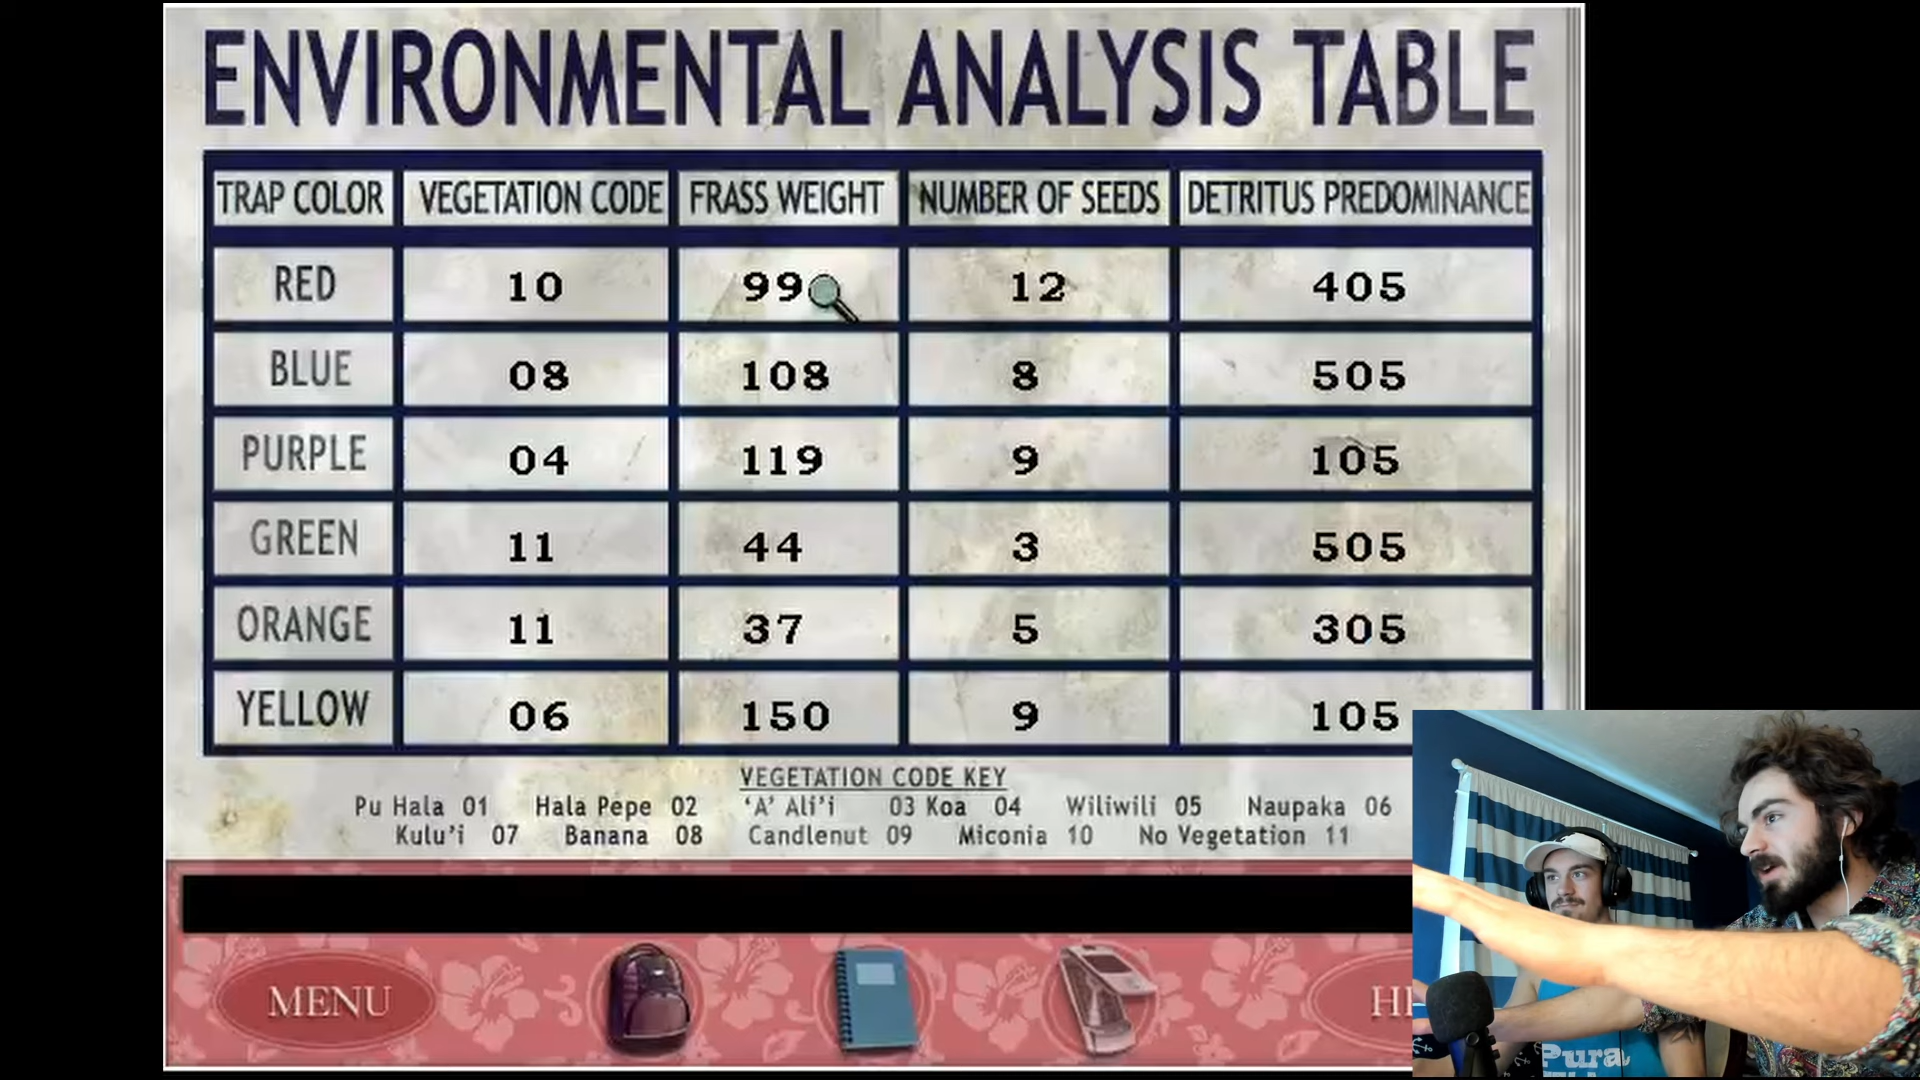 ENVIRONMENTAL ANALYSIS TABLE
TRAP COLOR VEGETATION CODE FRASS WEIGHT NUMBER OF SEEDS DETRITUS PREDOMINANCE
RED 10 99 12 405
BLUE 08 108 8 505
PURPLE 04 119 9 105
GREEN 11 44 3 505
ORANGE 11 37 5 305
YELLOW 06 150 9 105
VEGETATION CODE KEY
Pu Hala 01 Hala Pepe 02 'A' Ali'i 03 Koa 04 Wiliwili 05 Naupaka 06
Kulu'i 07 Banana 08 Candlenut 09 Miconia 10 No Vegetation 11
MENU
Pura